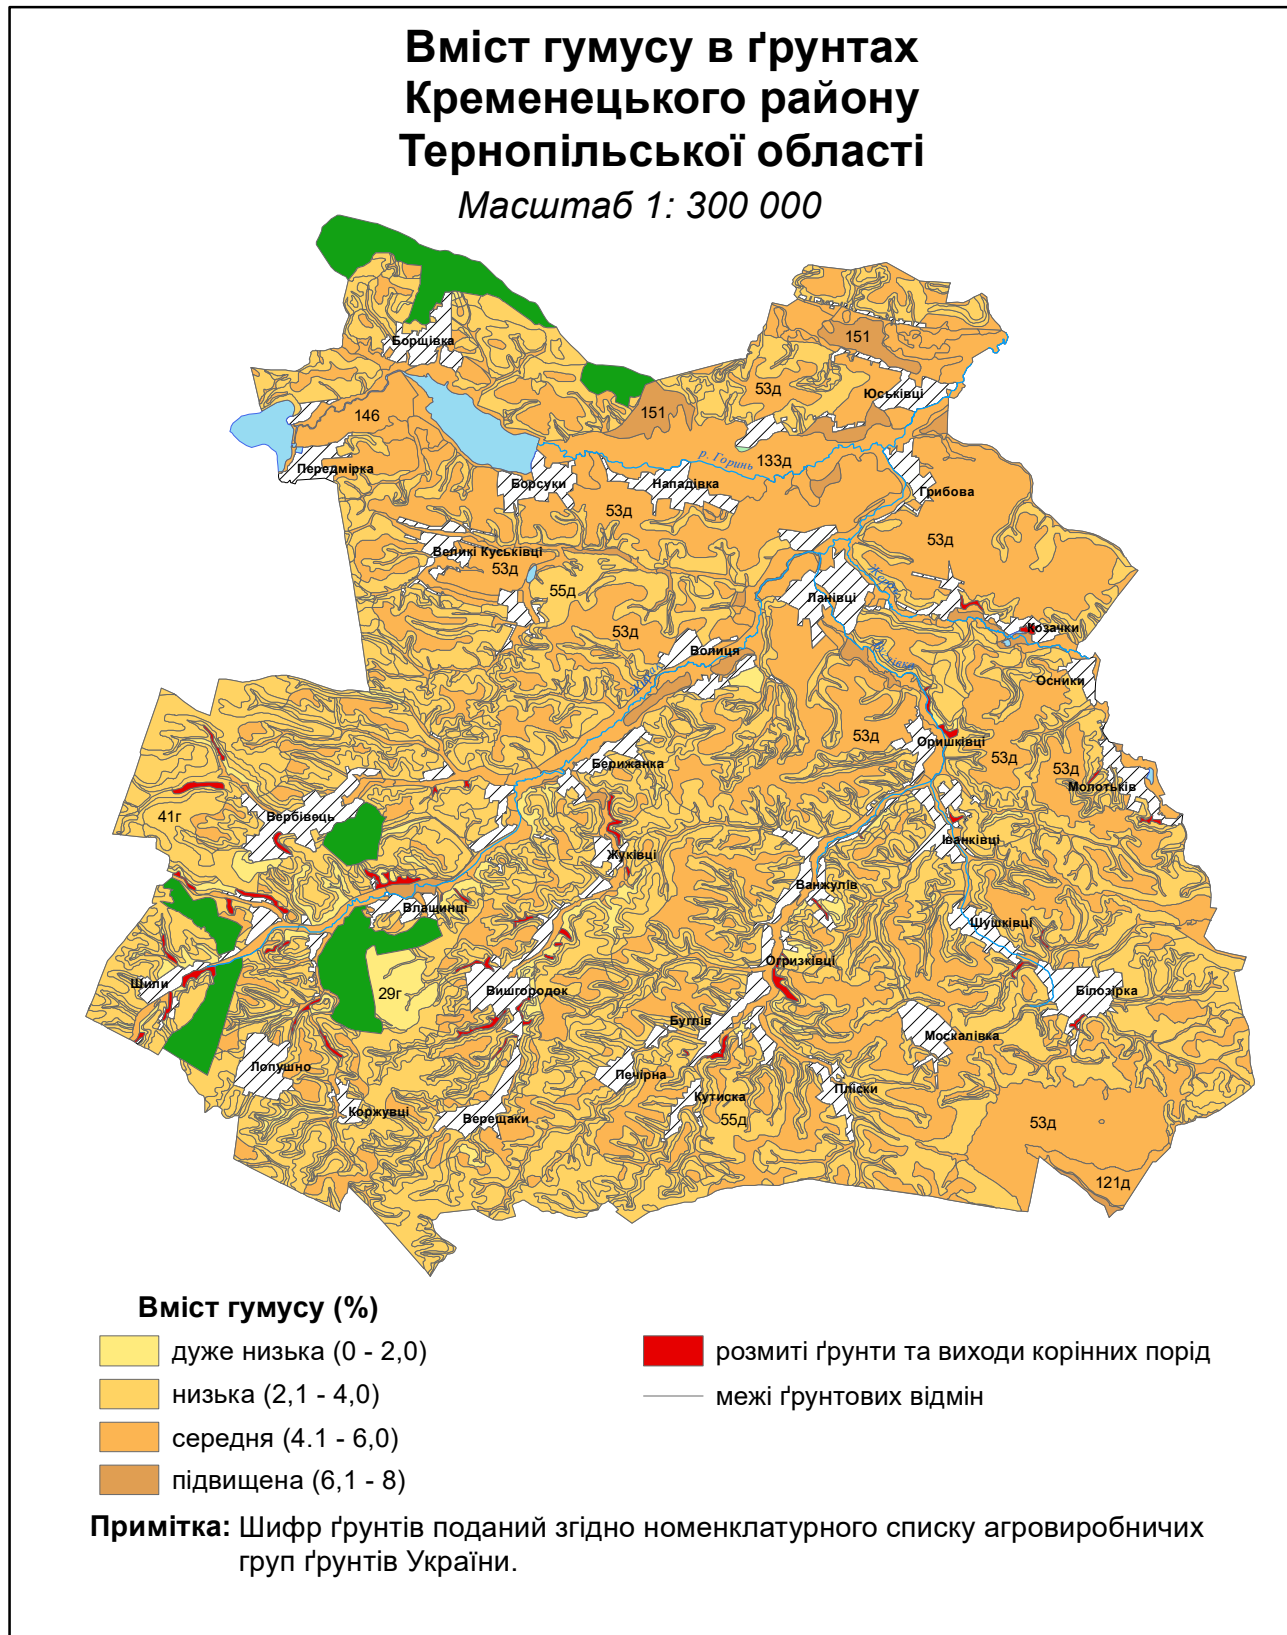 Вміст гумусу в ґрунтах
Кременецького району
Тернопільської області
Масштаб 1: 300 000
151
Борщівка
53д
Юськівці
151
146
р. Горинь
133д
Передмірка
Борсуки
Нападівка
Грибова
53д
53д
Великі Куськівці
53д
55д
Ланівці
53д
Козачки
Волиця
Осники
Жирак
53д
Оришківці
53д
53д
Берижанка
Молотьків
41г
Вербівець
Іванківці
Жуківці
Ванжулів
Влащинці
Шушківці
Огризківці
Шили
29г
Вишгородок
Білозірка
Буглів
Москалівка
Лопушно
Печірна
Кутиска
Пліски
Коржувці
Верещаки
55д
53д
121д
Вміст гумусу (%)
дуже низька (0 - 2,0)
розмиті ґрунти та виходи корінних порід
низька (2,1 - 4,0)
межі ґрунтових відмін
середня (4.1 - 6,0)
підвищена (6,1 - 8)
Примітка: Шифр ґрунтів поданий згідно номенклатурного списку агровиробничих
груп ґрунтів України.